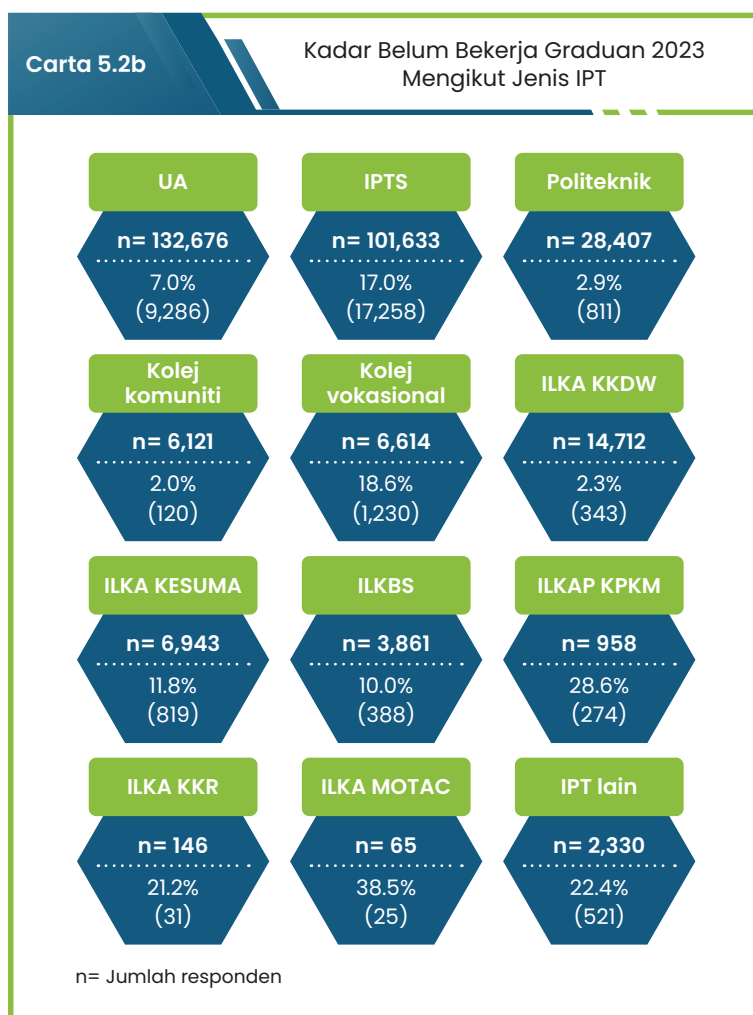 Carta 5.2b
Kadar Belum Bekerja Graduan 2023
Mengikut Jenis IPT
UA
n= 132,676
7.0%
(9,286)
IPTS
n= 101,633
17.0%
(17,258)
Politeknik
n= 28,407
2.9%
(811)
Kolej
komuniti
n= 6,121
2.0%
(120)
Kolej
vokasional
n= 6,614
18.6%
(1,230)
ILKA KKDW
n= 14,712
2.3%
(343)
ILKA KESUMA
n= 6,943
11.8%
(819)
ILKBS
n= 3,861
10.0%
(388)
ILKAP KPKM
n= 958
28.6%
(274)
ILKA KKR
n= 146
21.2%
(31)
ILKA MOTAC
n= 65
38.5%
(25)
IPT lain
n= 2,330
22.4%
(521)
n= Jumlah responden